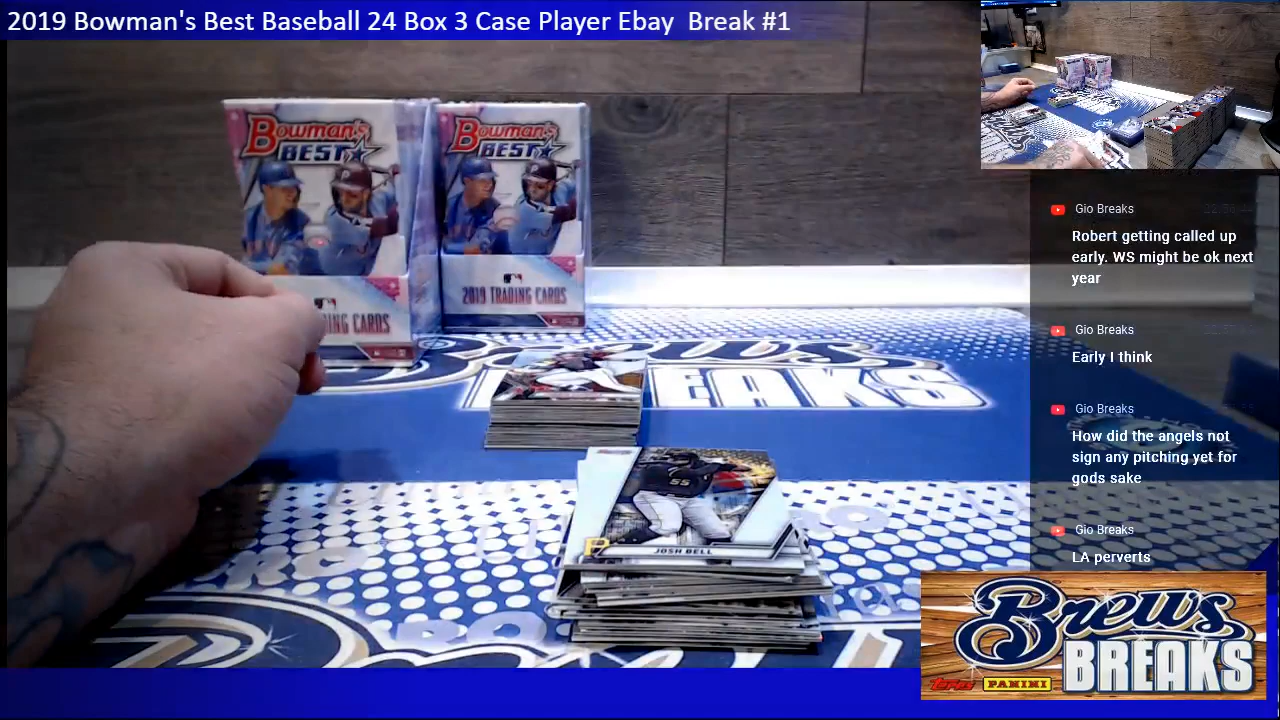 2019 Bowman's Best Baseball 24 Box 3 Case Player Ebay  Break #1
Bowman's
BEST
Bowman's
BEST
2019 TRADING CARDS
ING CARDS
EAKS
55
P
JOSH BELL
Gio Breaks
Robert getting called up
early. WS might be ok next
year
Gio Breaks
Early I think
Gio Breaks
How did the angels not
sign any pitching yet for
gods sake
Gio Breaks
LA perverts
Brews
BREAKS
Topps PANINI